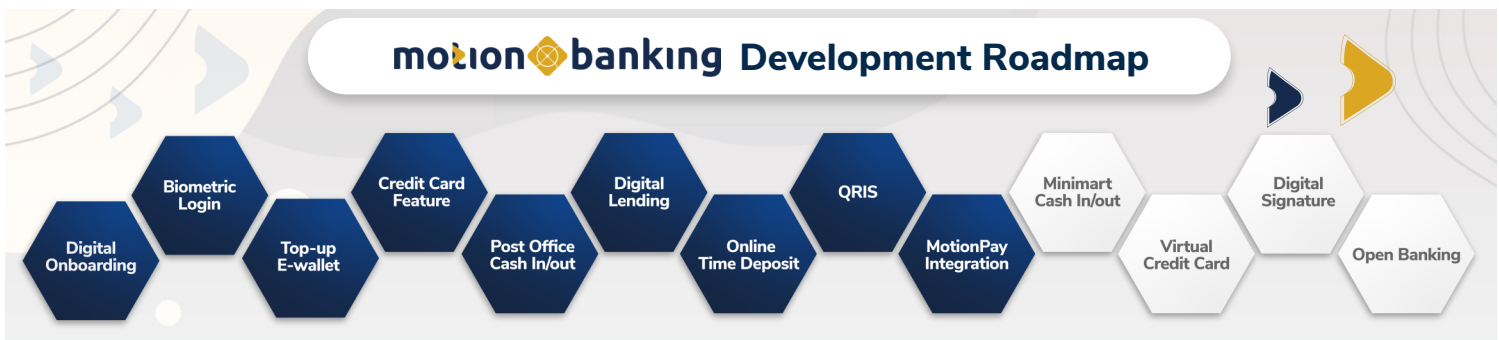 motion banking Development Roadmap
Digital
Onboarding
Biometric
Login
Top-up
E-wallet
Credit Card
Feature
Post Office
Cash In/out
Digital
Lending
Online
Time Deposit
QRIS
MotionPay
Integration
Minimart
Cash In/out
Virtual
Credit Card
Digital
Signature
Open Banking